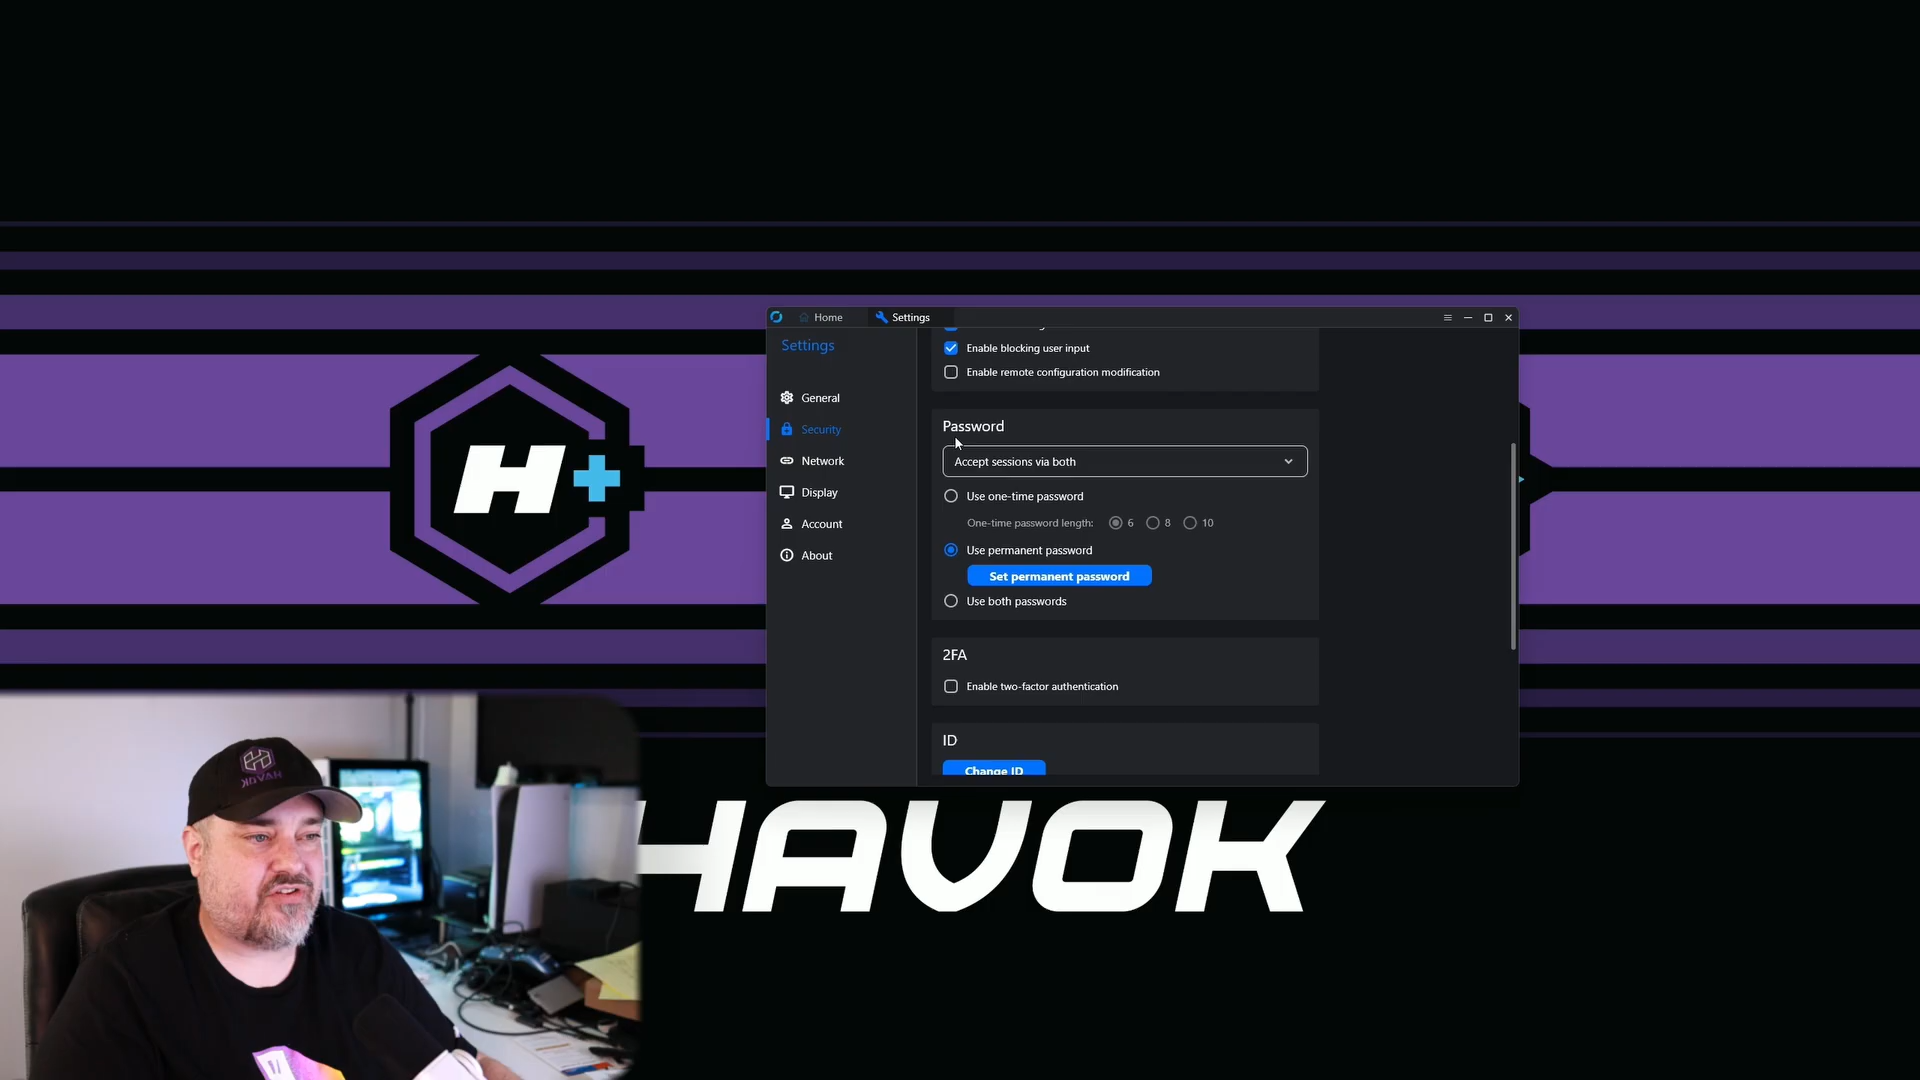 Home
Settings
Settings
Enable blocking user input
Enable remote configuration modification
General
Security
Network
Display
Account
About
Password
Accept sessions via both
Use one-time password
One-time password length: 6 8 10
Use permanent password
Set permanent password
Use both passwords
2FA
Enable two-factor authentication
ID
Change ID
H+
HAVOK
HAVOK